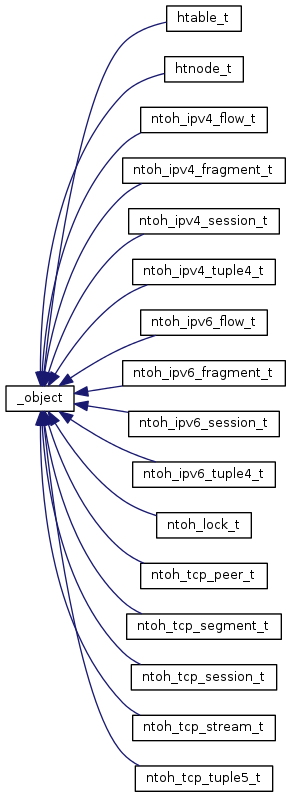 htable_t
htnode_t
ntoh_ipv4_flow_t
ntoh_ipv4_fragment_t
ntoh_ipv4_session_t
ntoh_ipv4_tuple4_t
ntoh_ipv6_flow_t
ntoh_ipv6_fragment_t
_object
ntoh_ipv6_session_t
ntoh_ipv6_tuple4_t
ntoh_lock_t
ntoh_tcp_peer_t
ntoh_tcp_segment_t
ntoh_tcp_session_t
ntoh_tcp_stream_t
ntoh_tcp_tuple5_t